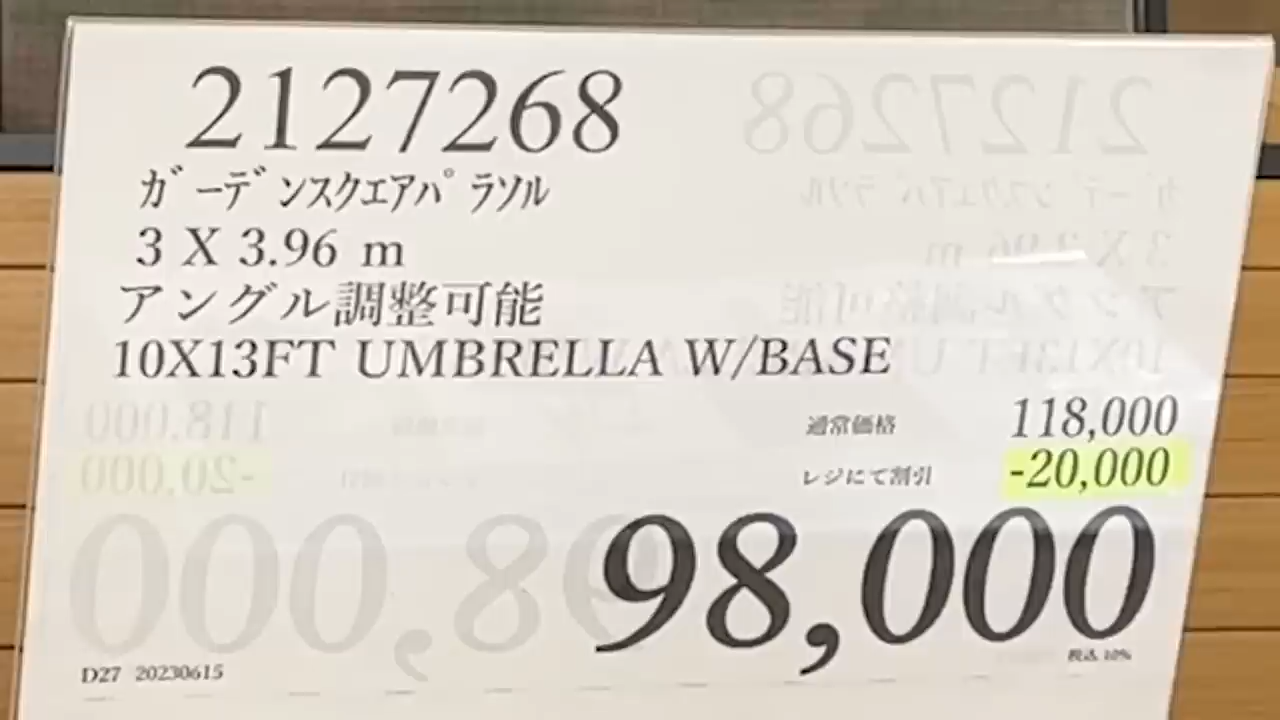 2127268
ガーデンスクエアパラソル
3 X 3.96 m
アングル調整可能
10X13FT UMBRELLA W/BASE
通常価格 118,000
レジにて割引 -20,000
98,000
税込 10%
D27 20230615